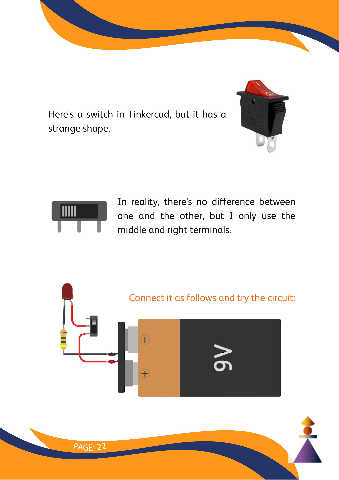 Here's a switch in Tinkercad, but it has a
strange shape.
In reality, there's no difference between
one and the other, but I only use the
middle and right terminals.
Connect it as follows and try the circuit:
9V
PAGE: 22